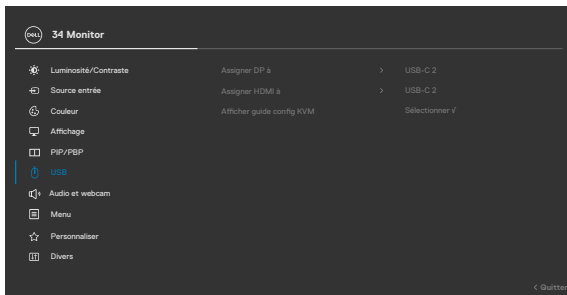 DELL 34 Monitor
Luminosité/Contraste Assigner DP à > USB-C 2
Source entrée Assigner HDMI à > USB-C 2
Couleur Afficher guide config KVM Sélectionner √
Affichage
PIP/PBP
USB
Audio et webcam
Menu
Personnaliser
Divers
< Quitter